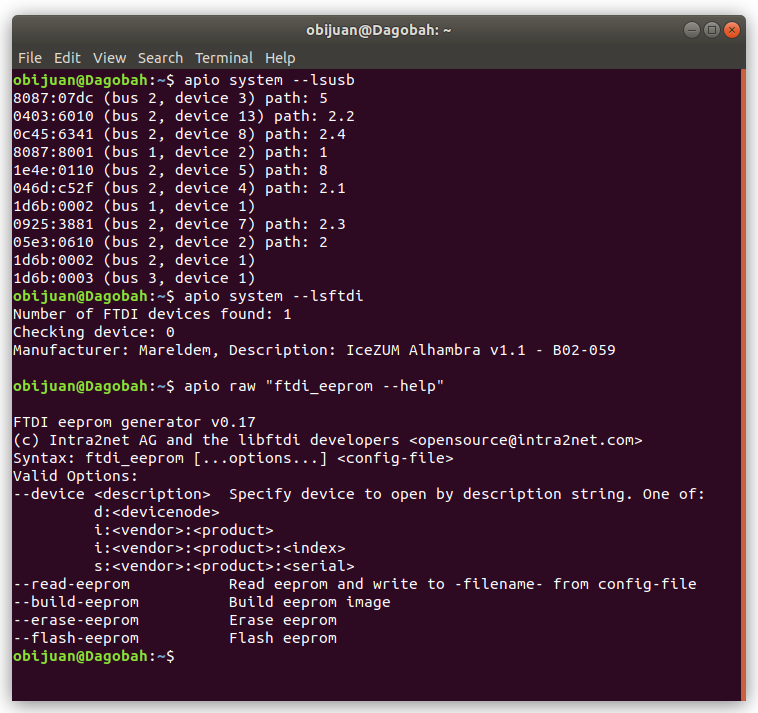 obijuan@Dagobah: ~
File Edit View Search Terminal Help
obijuan@Dagobah:~$ apio system --lsusb
8087:07dc (bus 2, device 3) path: 5
0403:6010 (bus 2, device 13) path: 2.2
0c45:6341 (bus 2, device 8) path: 2.4
8087:8001 (bus 1, device 2) path: 1
1e4e:0110 (bus 2, device 5) path: 8
046d:c52f (bus 2, device 4) path: 2.1
1d6b:0002 (bus 1, device 1)
0925:3881 (bus 2, device 7) path: 2.3
05e3:0610 (bus 2, device 2) path: 2
1d6b:0002 (bus 2, device 1)
1d6b:0003 (bus 3, device 1)
obijuan@Dagobah:~$ apio system --lsftdi
Number of FTDI devices found: 1
Checking device: 0
Manufacturer: Mareldem, Description: IceZUM Alhambra v1.1 - B02-059
obijuan@Dagobah:~$ apio raw "ftdi_eeprom --help"
FTDI eeprom generator v0.17
(c) Intra2net AG and the libftdi developers <opensource@intra2net.com>
Syntax: ftdi_eeprom [...options...] <config-file>
Valid Options:
--device <description>  Specify device to open by description string. One of:
         d:<devicenode>
         i:<vendor>:<product>
         i:<vendor>:<product>:<index>
         s:<vendor>:<product>:<serial>
--read-eeprom           Read eeprom and write to -filename- from config-file
--build-eeprom          Build eeprom image
--erase-eeprom          Erase eeprom
--flash-eeprom          Flash eeprom
obijuan@Dagobah:~$